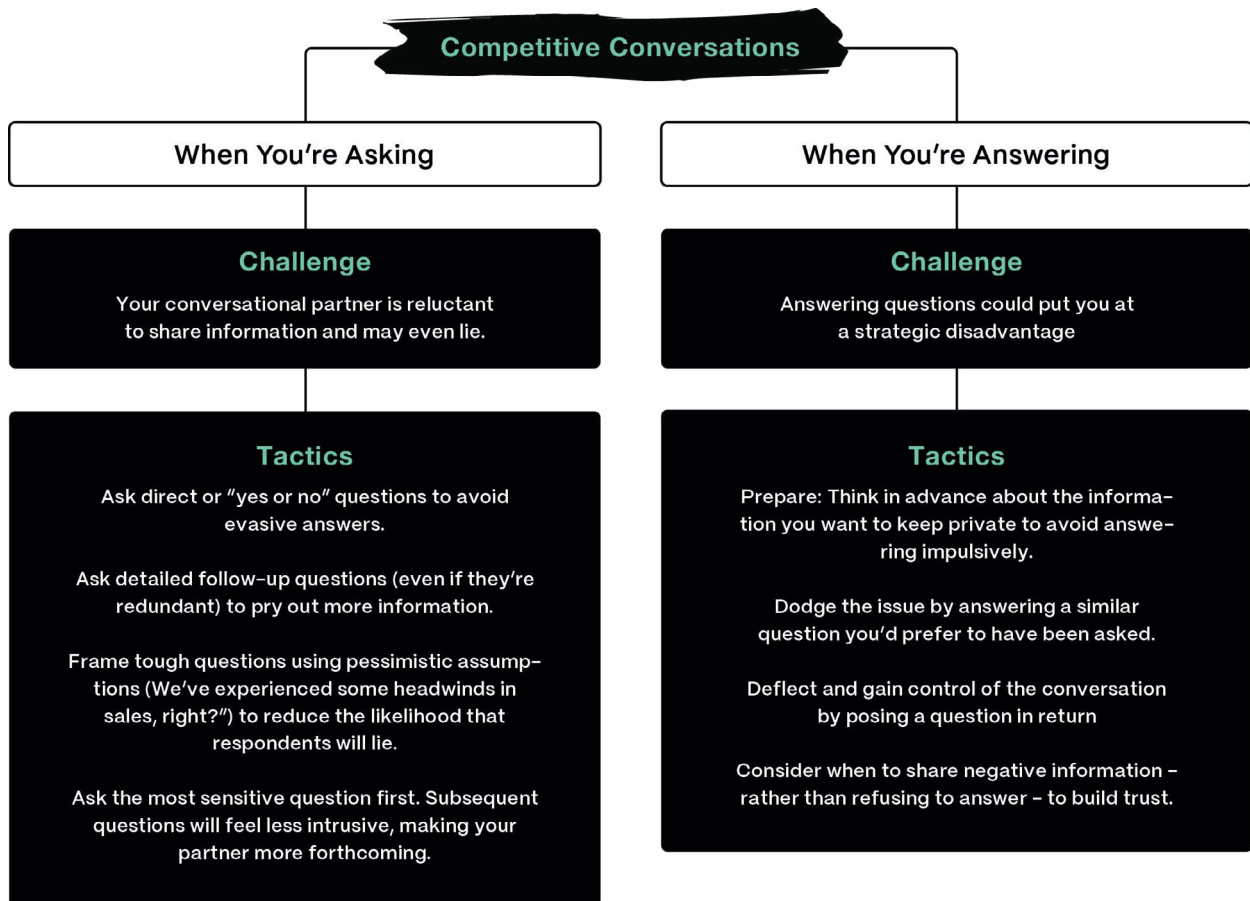 Competitive Conversations
When You're Asking
Challenge
Your conversational partner is reluctant
to share information and may even lie.
Tactics
Ask direct or "yes or no" questions to avoid
evasive answers.
Ask detailed follow-up questions (even if they're
redundant) to pry out more information.
Frame tough questions using pessimistic assump-
tions (We've experienced some headwinds in
sales, right?") to reduce the likelihood that
respondents will lie.
Ask the most sensitive question first. Subsequent
questions will feel less intrusive, making your
partner more forthcoming.
When You're Answering
Challenge
Answering questions could put you at
a strategic disadvantage
Tactics
Prepare: Think in advance about the informa-
tion you want to keep private to avoid answe-
ring impulsively.
Dodge the issue by answering a similar
question you'd prefer to have been asked.
Deflect and gain control of the conversation
by posing a question in return
Consider when to share negative information –
rather than refusing to answer – to build trust.